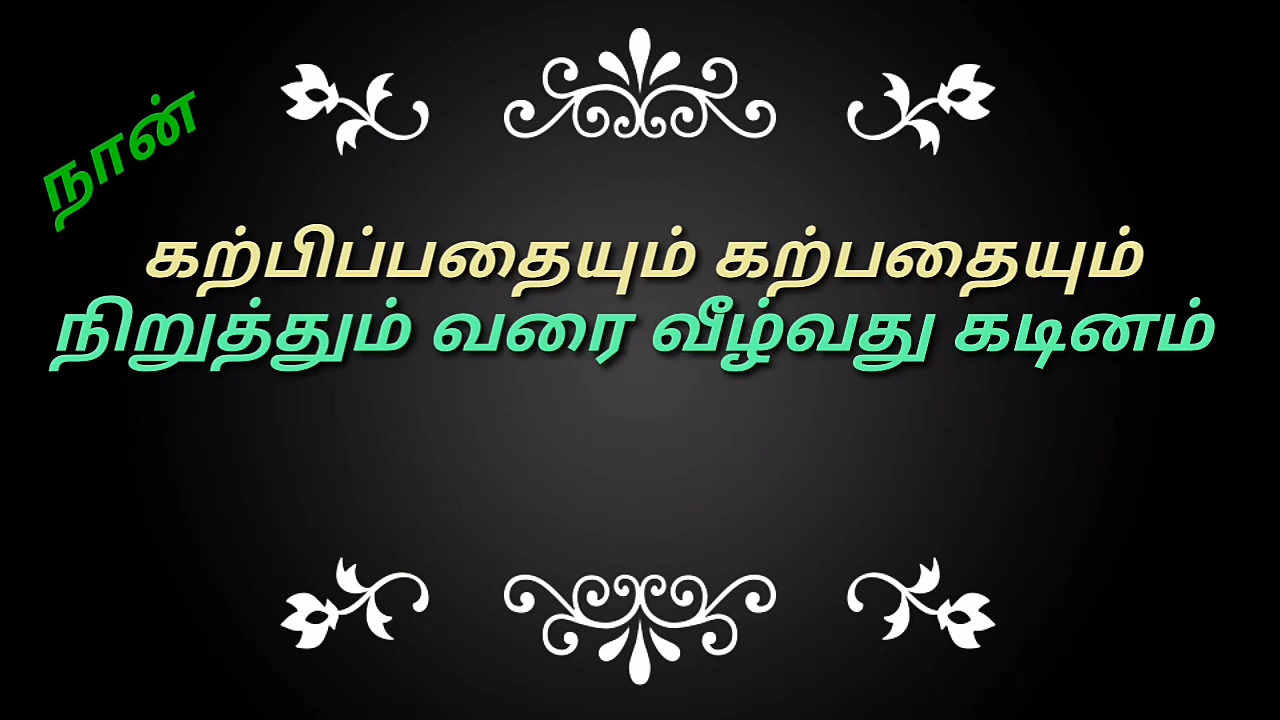 நான்
கற்பிப்பதையும் கற்பதையும்
நிறுத்தும் வரை வீழ்வது கடினம்